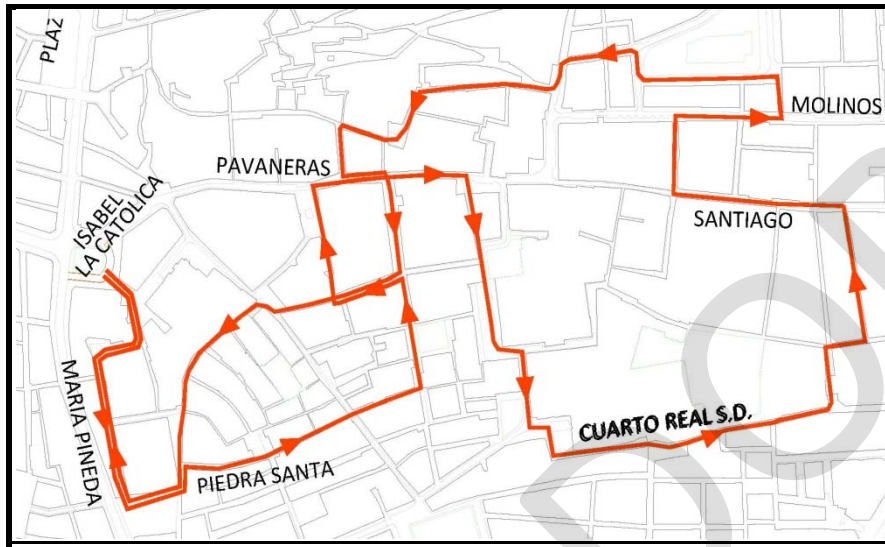 PLAZ
MOLINOS
PAVANERAS
ISABEL
LA CATOLICA
SANTIAGO
MARIA PINEDA
CUARTO REAL S.D.
PIEDRA SANTA